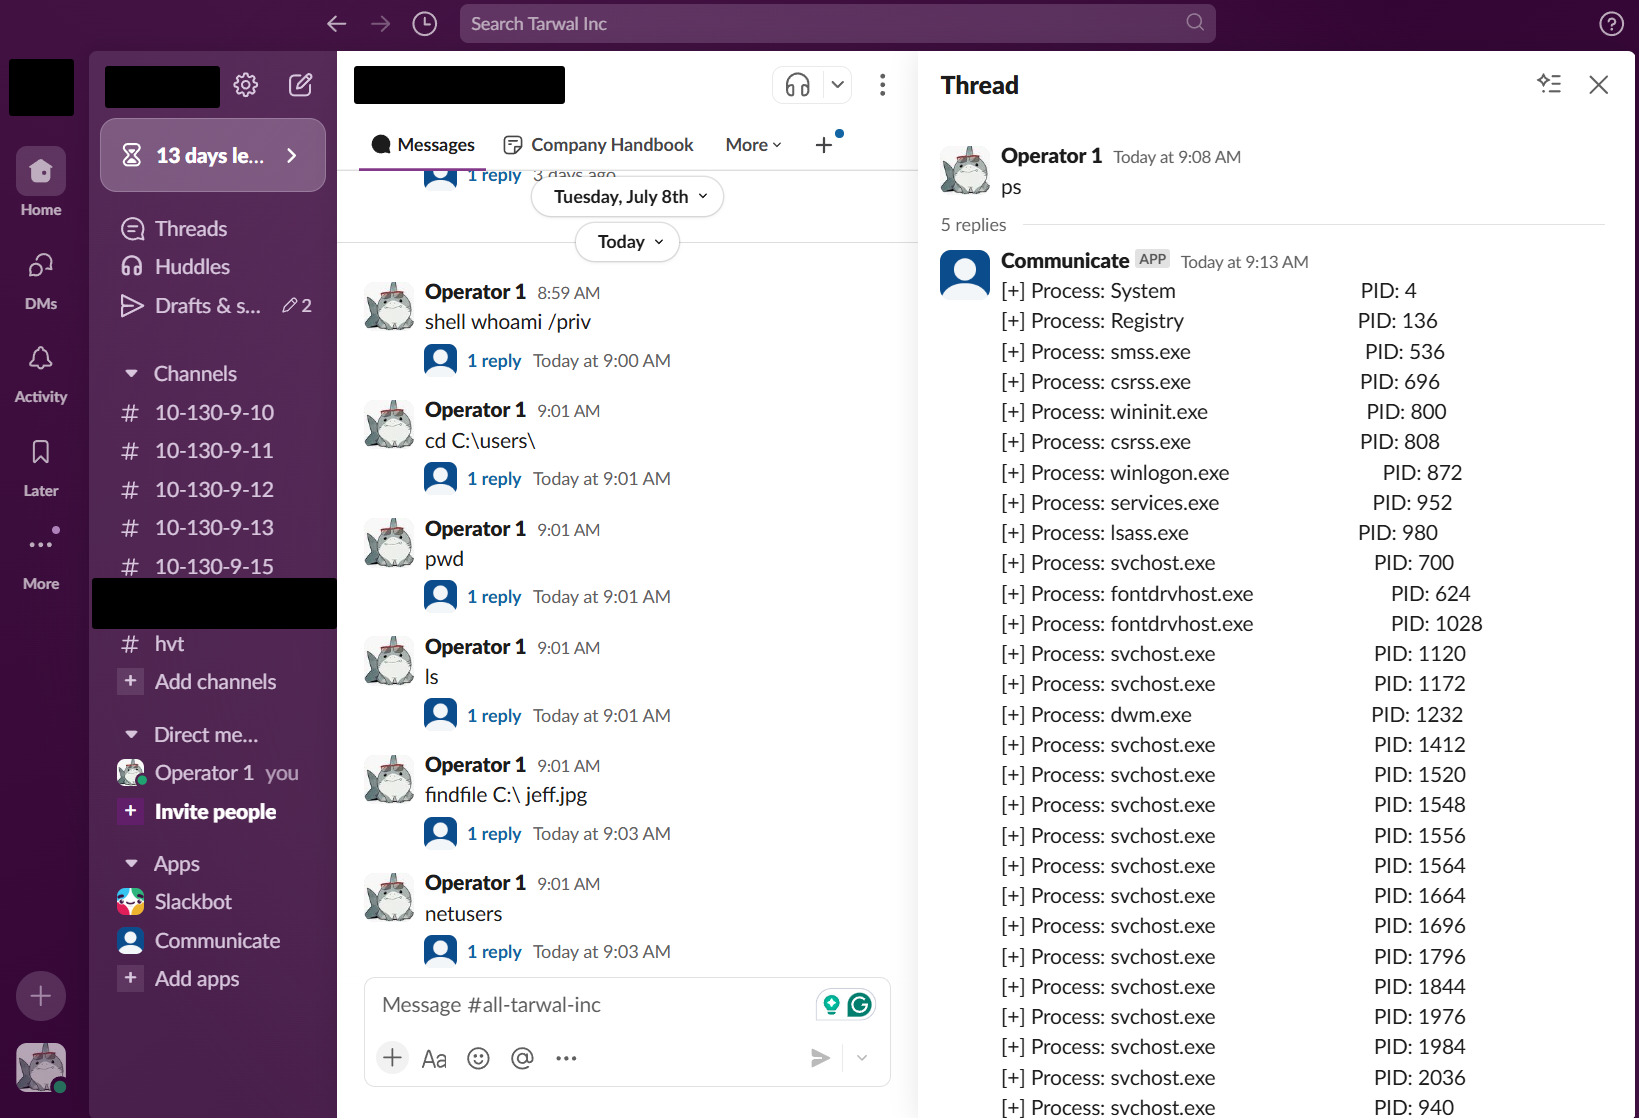 Search Tarwal Inc
13 days le...
Home
Threads
Huddles
DMs
Drafts & s... 2
Activity
Channels
# 10-130-9-10
# 10-130-9-11
Later
# 10-130-9-12
# 10-130-9-13
# 10-130-9-15
More
# hvt
+ Add channels
Direct me...
Operator 1 you
+ Invite people
Apps
Slackbot
Communicate
+ Add apps
Messages Company Handbook More +
1 reply 3 days ago
Tuesday, July 8th
Today
Operator 1 8:59 AM
shell whoami /priv
1 reply Today at 9:00 AM
Operator 1 9:01 AM
cd C:\users\
1 reply Today at 9:01 AM
Operator 1 9:01 AM
pwd
1 reply Today at 9:01 AM
Operator 1 9:01 AM
ls
1 reply Today at 9:01 AM
Operator 1 9:01 AM
findfile C:\ jeff.jpg
1 reply Today at 9:03 AM
Operator 1 9:01 AM
netusers
1 reply Today at 9:03 AM
Message #all-tarwal-inc
+ Aa @ ...
Thread
Operator 1 Today at 9:08 AM
ps
5 replies
Communicate APP Today at 9:13 AM
[+] Process: System PID: 4
[+] Process: Registry PID: 136
[+] Process: smss.exe PID: 536
[+] Process: csrss.exe PID: 696
[+] Process: wininit.exe PID: 800
[+] Process: csrss.exe PID: 808
[+] Process: winlogon.exe PID: 872
[+] Process: services.exe PID: 952
[+] Process: lsass.exe PID: 980
[+] Process: svchost.exe PID: 700
[+] Process: fontdrvhost.exe PID: 624
[+] Process: fontdrvhost.exe PID: 1028
[+] Process: svchost.exe PID: 1120
[+] Process: svchost.exe PID: 1172
[+] Process: dwm.exe PID: 1232
[+] Process: svchost.exe PID: 1412
[+] Process: svchost.exe PID: 1520
[+] Process: svchost.exe PID: 1548
[+] Process: svchost.exe PID: 1556
[+] Process: svchost.exe PID: 1564
[+] Process: svchost.exe PID: 1664
[+] Process: svchost.exe PID: 1696
[+] Process: svchost.exe PID: 1796
[+] Process: svchost.exe PID: 1844
[+] Process: svchost.exe PID: 1976
[+] Process: svchost.exe PID: 1984
[+] Process: svchost.exe PID: 2036
[+] Process: svchost.exe PID: 940